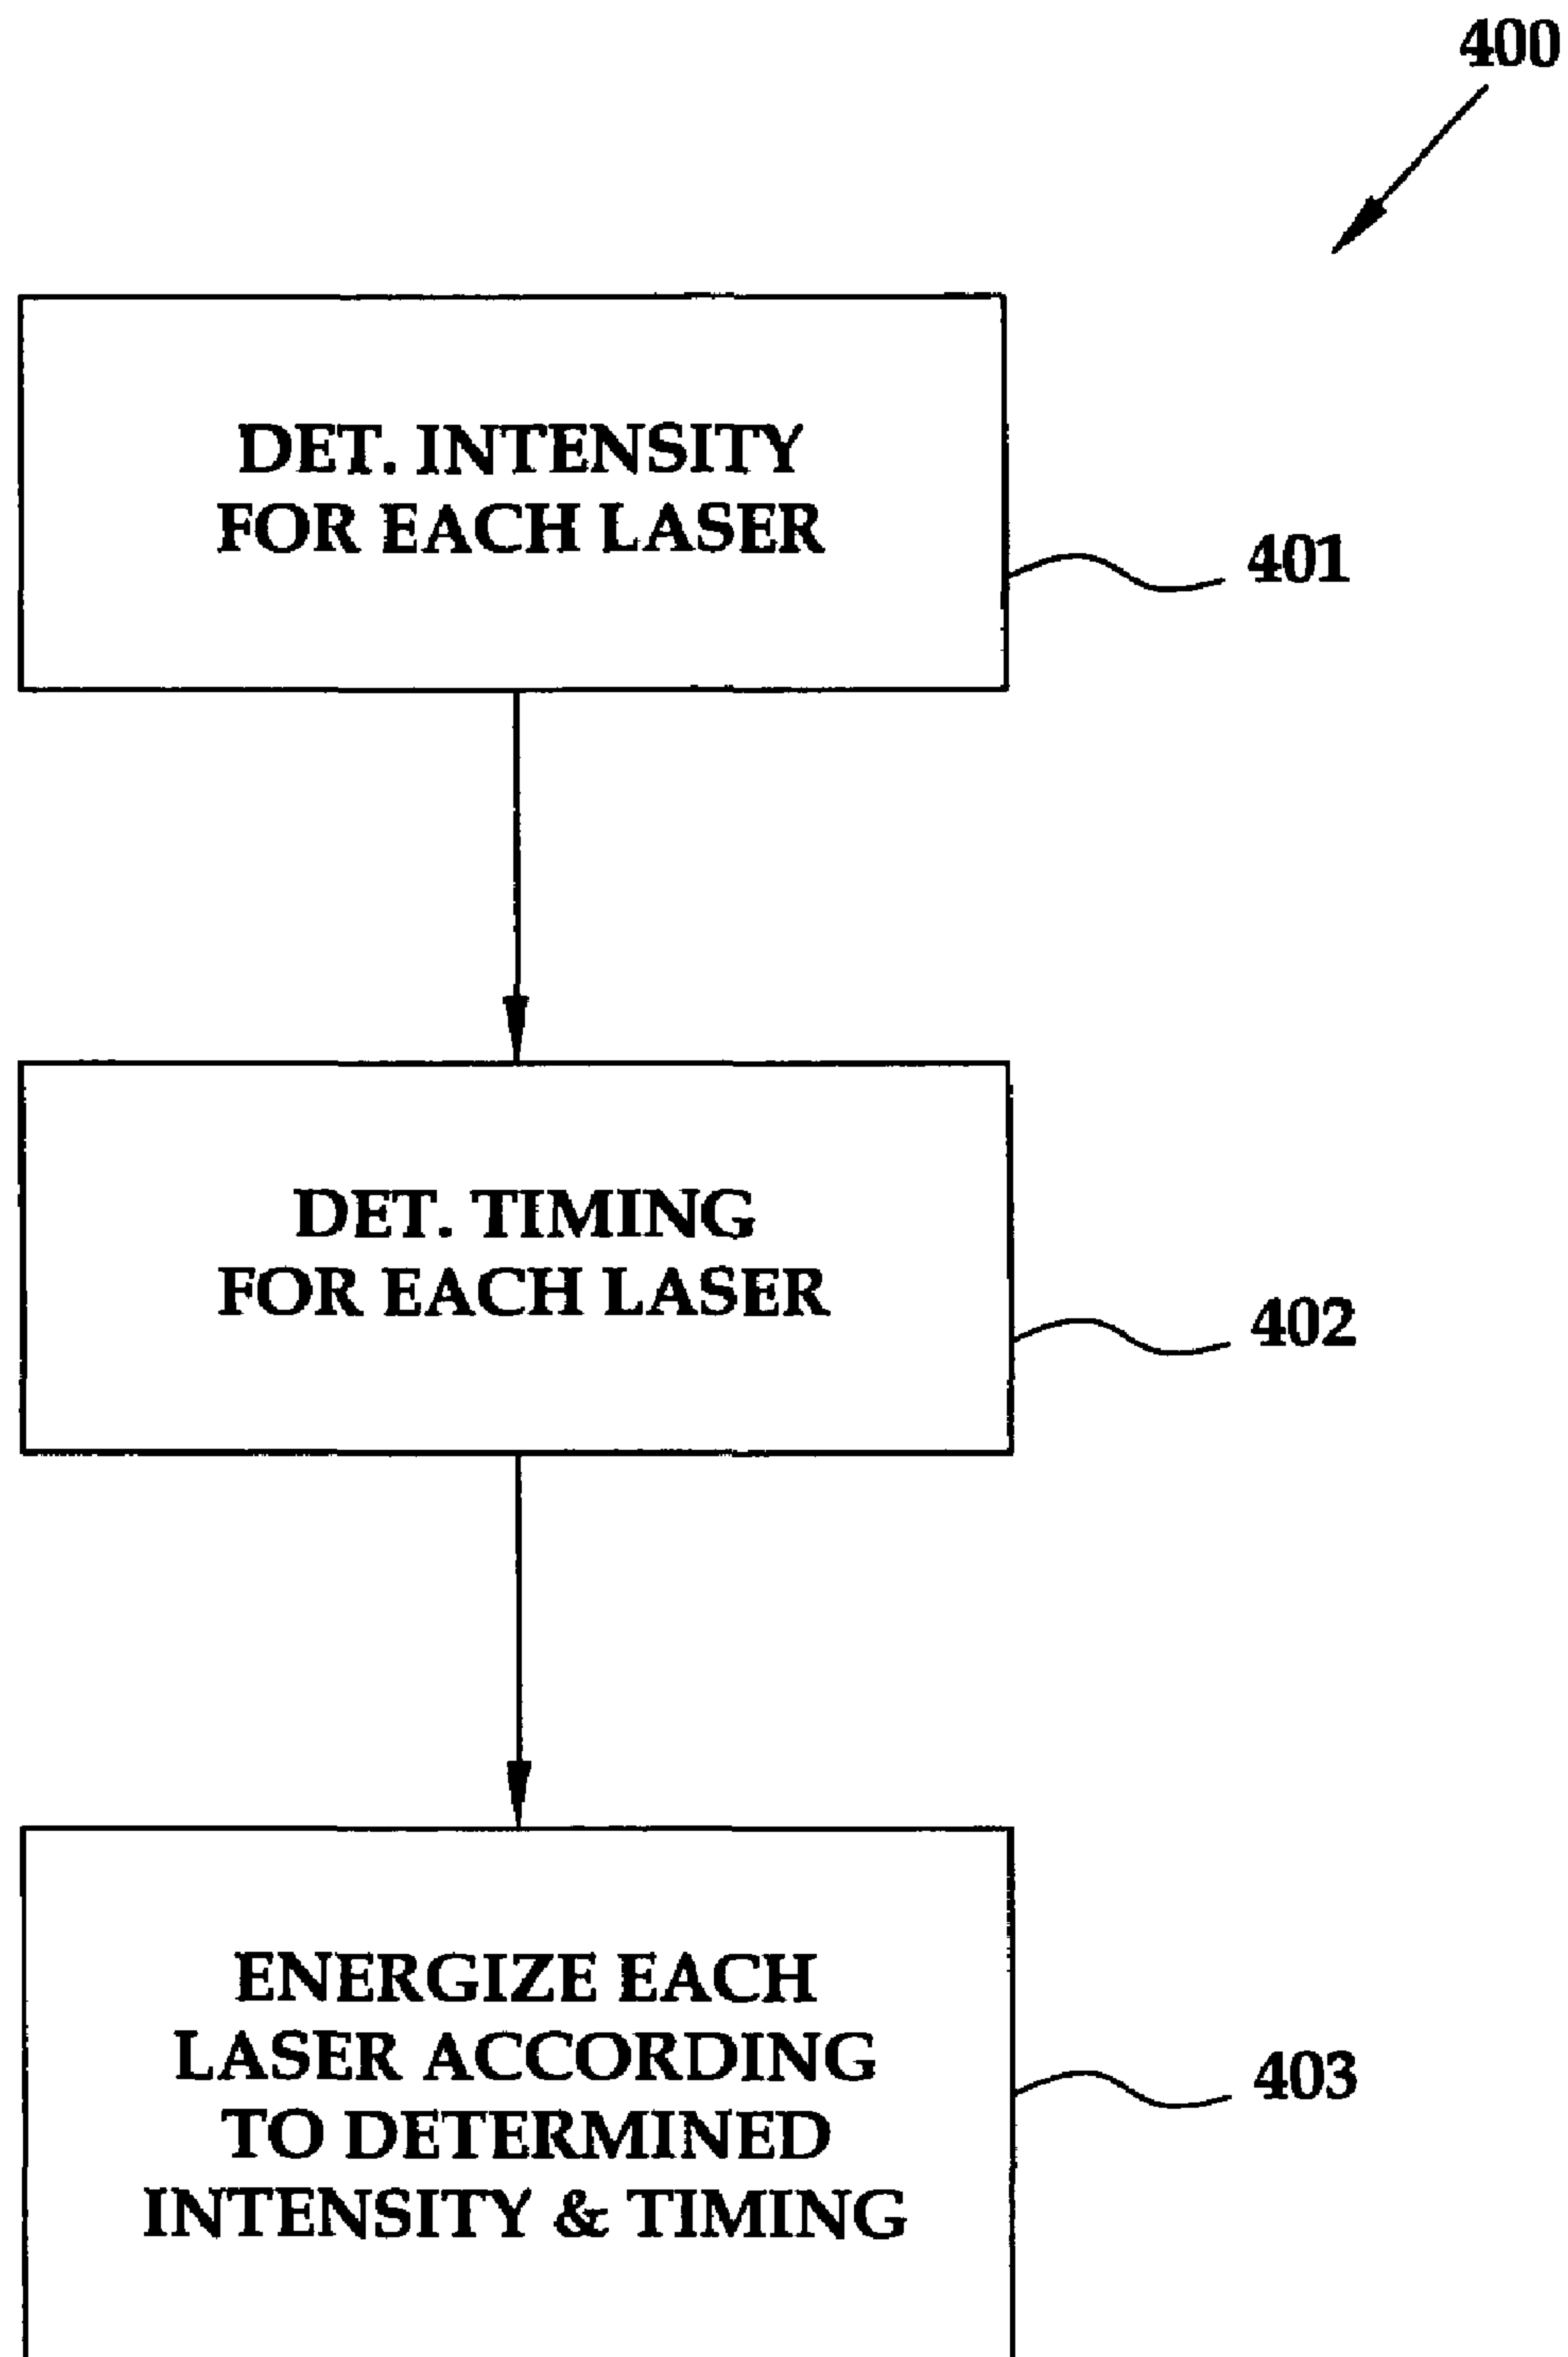 400
DET. INTENSITY
FOR EACH LASER
401
DET. TIMING
FOR EACH LASER
402
ENERGIZE EACH
LASER ACCORDING
TO DETERMINED
INTENSITY & TIMING
403